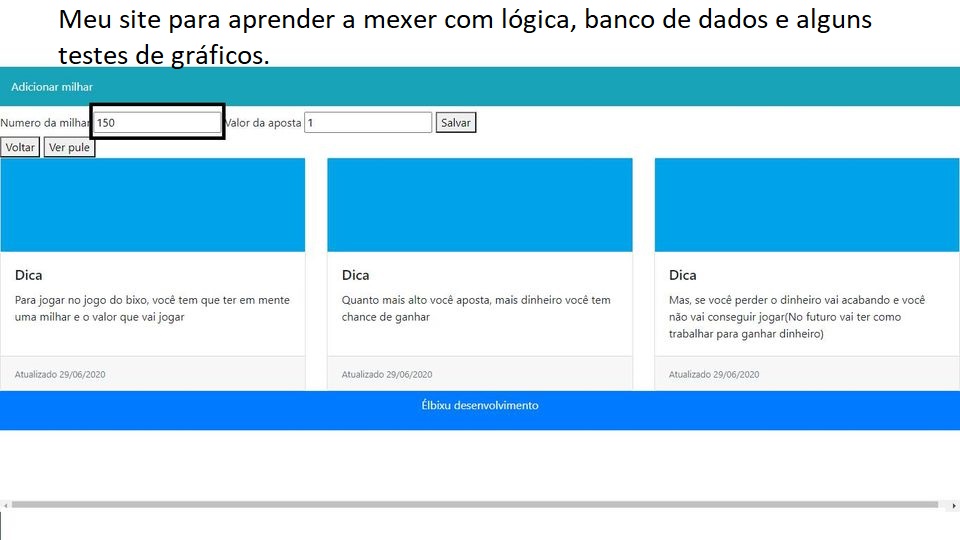 Meu site para aprender a mexer com lógica, banco de dados e alguns
testes de gráficos.
Adicionar milhar
Numero da milhar 150 Valor da aposta 1 Salvar
Voltar Ver pule
Dica
Para jogar no jogo do bixo, você tem que ter em mente
uma milhar e o valor que vai jogar
Atualizado 29/06/2020
Dica
Quanto mais alto você aposta, mais dinheiro você tem
chance de ganhar
Atualizado 29/06/2020
Dica
Mas, se você perder o dinheiro vai acabando e você
não vai conseguir jogar(No futuro vai ter como
trabalhar para ganhar dinheiro)
Atualizado 29/06/2020
Élbixu desenvolvimento